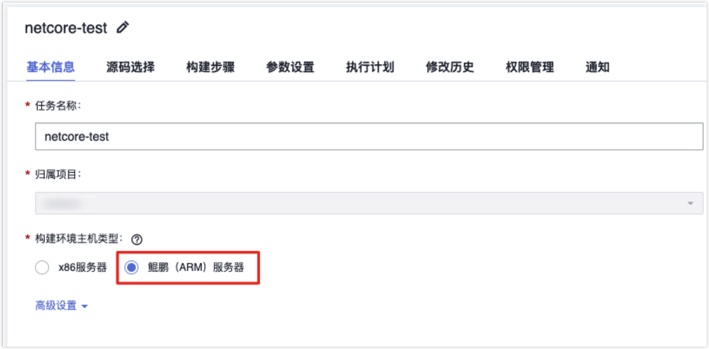 netcore-test
基本信息 源码选择 构建步骤 参数设置 执行计划 修改历史 权限管理 通知
* 任务名称:
netcore-test
* 归属项目:
* 构建环境主机类型:
x86服务器 鲲鹏（ARM）服务器
高级设置